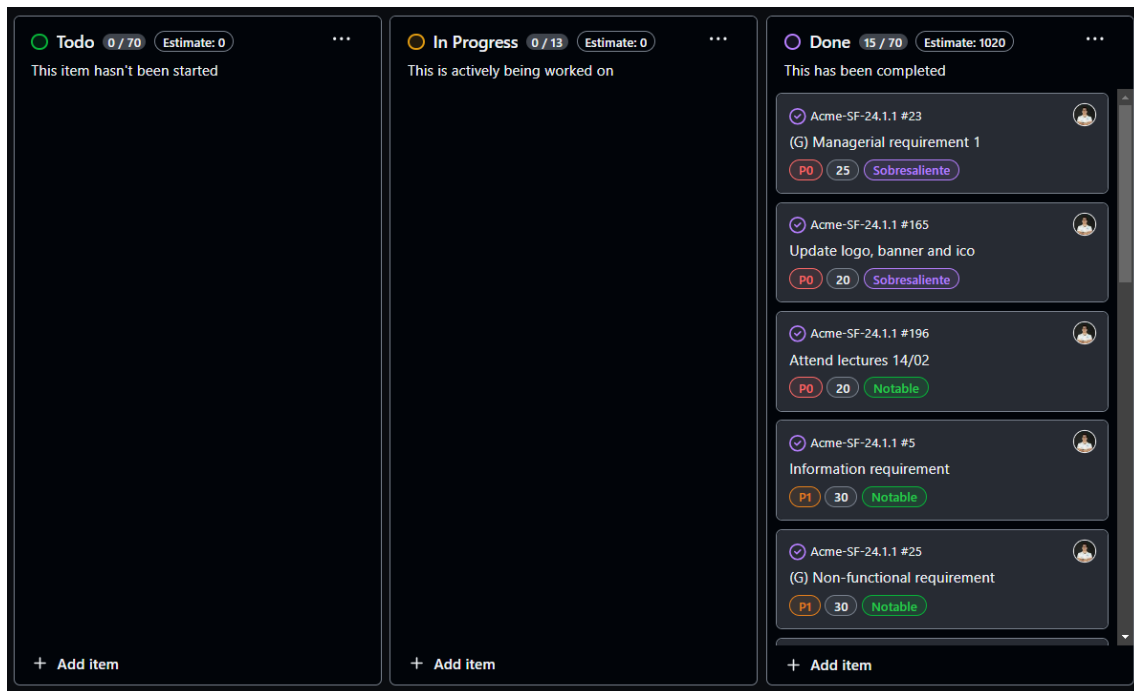 Todo 0 / 70 Estimate: 0 ...
This item hasn't been started
+ Add item
In Progress 0 / 13 Estimate: 0 ...
This is actively being worked on
+ Add item
Done 15 / 70 Estimate: 1020 ...
This has been completed
Acme-SF-24.1.1 #23
(G) Managerial requirement 1
P0 25 Sobresaliente
Acme-SF-24.1.1 #165
Update logo, banner and ico
P0 20 Sobresaliente
Acme-SF-24.1.1 #196
Attend lectures 14/02
P0 20 Notable
Acme-SF-24.1.1 #5
Information requirement
P1 30 Notable
Acme-SF-24.1.1 #25
(G) Non-functional requirement
P1 30 Notable
+ Add item